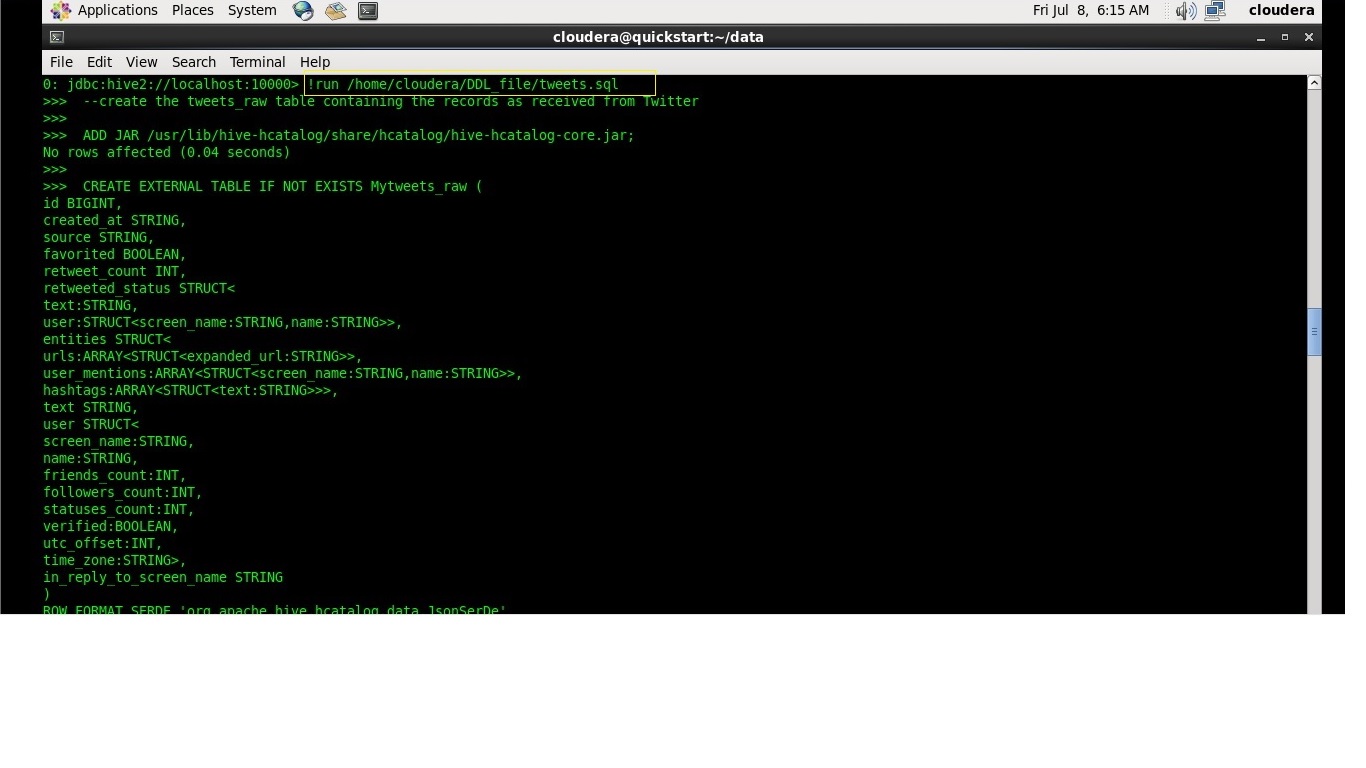 Applications Places System Fri Jul 8, 6:15 AM cloudera
cloudera@quickstart:~/data
File Edit View Search Terminal Help
0: jdbc:hive2://localhost:10000> !run /home/cloudera/DDL_file/tweets.sql
>>>  --create the tweets_raw table containing the records as received from Twitter
>>>
>>>  ADD JAR /usr/lib/hive-hcatalog/share/hcatalog/hive-hcatalog-core.jar;
No rows affected (0.04 seconds)
>>>
>>>  CREATE EXTERNAL TABLE IF NOT EXISTS Mytweets_raw (
id BIGINT,
created_at STRING,
source STRING,
favorited BOOLEAN,
retweet_count INT,
retweeted_status STRUCT<
text:STRING,
user:STRUCT<screen_name:STRING,name:STRING>>,
entities STRUCT<
urls:ARRAY<STRUCT<expanded_url:STRING>>,
user_mentions:ARRAY<STRUCT<screen_name:STRING,name:STRING>>,
hashtags:ARRAY<STRUCT<text:STRING>>>,
text STRING,
user STRUCT<
screen_name:STRING,
name:STRING,
friends_count:INT,
followers_count:INT,
statuses_count:INT,
verified:BOOLEAN,
utc_offset:INT,
time_zone:STRING>,
in_reply_to_screen_name STRING
)
ROW FORMAT SERDE 'org.apache.hive.hcatalog.data.JsonSerDe'